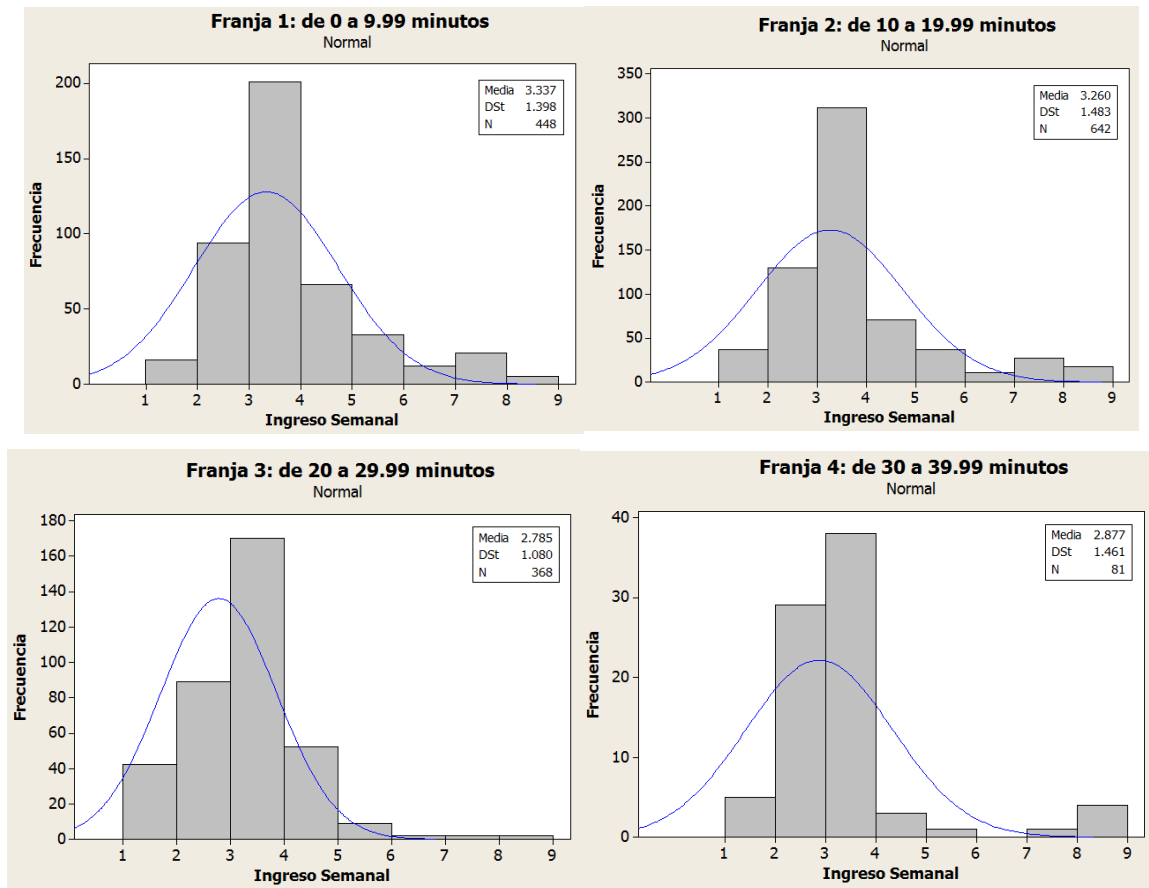 Franja 1: de 0 a 9.99 minutos
Normal
Media 3.337
DSt 1.398
N 448
200
150
100
50
0
Frecuencia
1 2 3 4 5 6 7 8 9
Ingreso Semanal
Franja 2: de 10 a 19.99 minutos
Normal
Media 3.260
DSt 1.483
N 642
350
300
250
200
150
100
50
0
Frecuencia
1 2 3 4 5 6 7 8 9
Ingreso Semanal
Franja 3: de 20 a 29.99 minutos
Normal
Media 2.785
DSt 1.080
N 368
180
160
140
120
100
80
60
40
20
0
Frecuencia
1 2 3 4 5 6 7 8 9
Ingreso Semanal
Franja 4: de 30 a 39.99 minutos
Normal
Media 2.877
DSt 1.461
N 81
40
30
20
10
0
Frecuencia
1 2 3 4 5 6 7 8 9
Ingreso Semanal